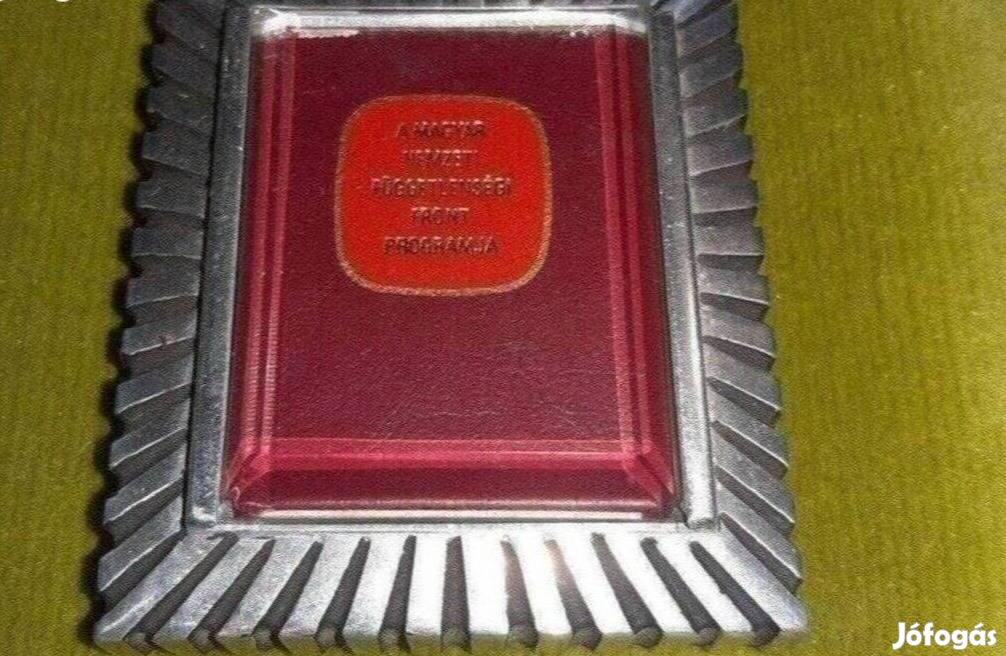 A MAGYAR
NEMZETI
FÜGGETLENSÉGI
FRONT
PROGRAMJA
Jófogás